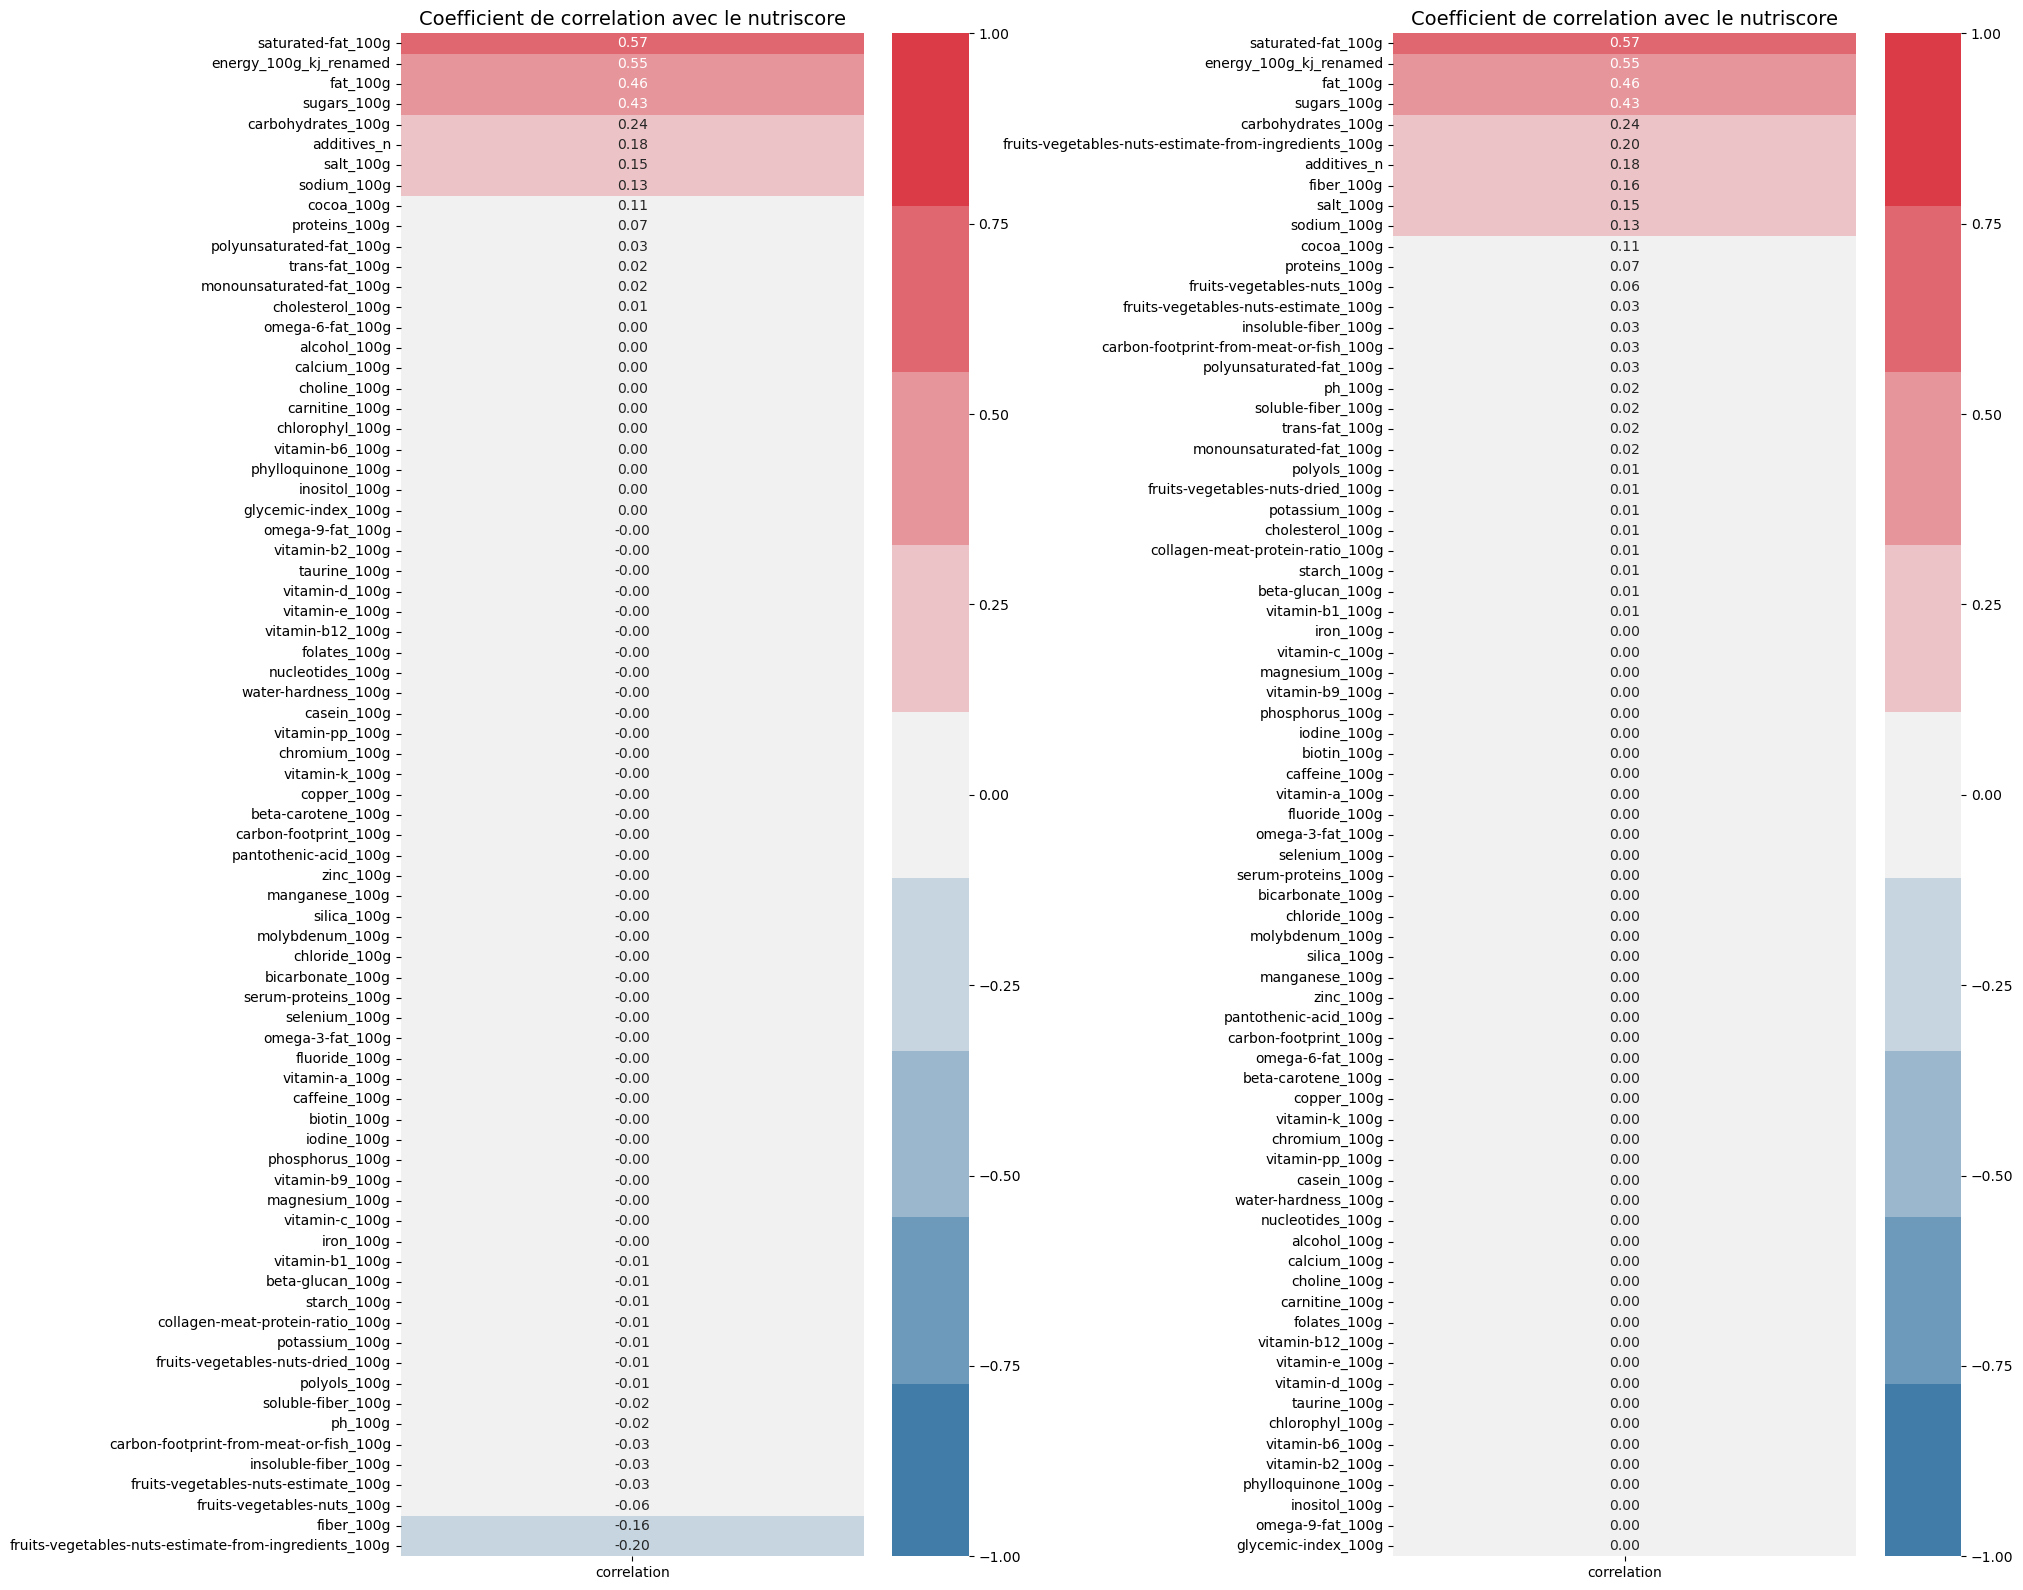 Coefficient de correlation avec le nutriscore
saturated-fat_100g 0.57
energy_100g_kj_renamed 0.55
fat_100g 0.46
sugars_100g 0.43
carbohydrates_100g 0.24
additives_n 0.18
salt_100g 0.15
sodium_100g 0.13
cocoa_100g 0.11
proteins_100g 0.07
polyunsaturated-fat_100g 0.03
trans-fat_100g 0.02
monounsaturated-fat_100g 0.02
cholesterol_100g 0.01
omega-6-fat_100g 0.00
alcohol_100g 0.00
calcium_100g 0.00
choline_100g 0.00
carnitine_100g 0.00
chlorophyl_100g 0.00
vitamin-b6_100g 0.00
phylloquinone_100g 0.00
inositol_100g 0.00
glycemic-index_100g 0.00
omega-9-fat_100g -0.00
vitamin-b2_100g -0.00
taurine_100g -0.00
vitamin-d_100g -0.00
vitamin-e_100g -0.00
vitamin-b12_100g -0.00
folates_100g -0.00
nucleotides_100g -0.00
water-hardness_100g -0.00
casein_100g -0.00
vitamin-pp_100g -0.00
chromium_100g -0.00
vitamin-k_100g -0.00
copper_100g -0.00
beta-carotene_100g -0.00
carbon-footprint_100g -0.00
pantothenic-acid_100g -0.00
zinc_100g -0.00
manganese_100g -0.00
silica_100g -0.00
molybdenum_100g -0.00
chloride_100g -0.00
bicarbonate_100g -0.00
serum-proteins_100g -0.00
selenium_100g -0.00
omega-3-fat_100g -0.00
fluoride_100g -0.00
vitamin-a_100g -0.00
caffeine_100g -0.00
biotin_100g -0.00
iodine_100g -0.00
phosphorus_100g -0.00
vitamin-b9_100g -0.00
magnesium_100g -0.00
vitamin-c_100g -0.00
iron_100g -0.00
vitamin-b1_100g -0.01
beta-glucan_100g -0.01
starch_100g -0.01
collagen-meat-protein-ratio_100g -0.01
potassium_100g -0.01
fruits-vegetables-nuts-dried_100g -0.01
polyols_100g -0.01
soluble-fiber_100g -0.02
ph_100g -0.02
carbon-footprint-from-meat-or-fish_100g -0.03
insoluble-fiber_100g -0.03
fruits-vegetables-nuts-estimate_100g -0.03
fruits-vegetables-nuts_100g -0.06
fiber_100g -0.16
fruits-vegetables-nuts-estimate-from-ingredients_100g -0.20
correlation
1.00
0.75
0.50
0.25
0.00
−0.25
−0.50
−0.75
−1.00
Coefficient de correlation avec le nutriscore
saturated-fat_100g 0.57
energy_100g_kj_renamed 0.55
fat_100g 0.46
sugars_100g 0.43
carbohydrates_100g 0.24
fruits-vegetables-nuts-estimate-from-ingredients_100g 0.20
additives_n 0.18
fiber_100g 0.16
salt_100g 0.15
sodium_100g 0.13
cocoa_100g 0.11
proteins_100g 0.07
fruits-vegetables-nuts_100g 0.06
fruits-vegetables-nuts-estimate_100g 0.03
insoluble-fiber_100g 0.03
carbon-footprint-from-meat-or-fish_100g 0.03
polyunsaturated-fat_100g 0.03
ph_100g 0.02
soluble-fiber_100g 0.02
trans-fat_100g 0.02
monounsaturated-fat_100g 0.02
polyols_100g 0.01
fruits-vegetables-nuts-dried_100g 0.01
potassium_100g 0.01
cholesterol_100g 0.01
collagen-meat-protein-ratio_100g 0.01
starch_100g 0.01
beta-glucan_100g 0.01
vitamin-b1_100g 0.01
iron_100g 0.00
vitamin-c_100g 0.00
magnesium_100g 0.00
vitamin-b9_100g 0.00
phosphorus_100g 0.00
iodine_100g 0.00
biotin_100g 0.00
caffeine_100g 0.00
vitamin-a_100g 0.00
fluoride_100g 0.00
omega-3-fat_100g 0.00
selenium_100g 0.00
serum-proteins_100g 0.00
bicarbonate_100g 0.00
chloride_100g 0.00
molybdenum_100g 0.00
silica_100g 0.00
manganese_100g 0.00
zinc_100g 0.00
pantothenic-acid_100g 0.00
carbon-footprint_100g 0.00
omega-6-fat_100g 0.00
beta-carotene_100g 0.00
copper_100g 0.00
vitamin-k_100g 0.00
chromium_100g 0.00
vitamin-pp_100g 0.00
casein_100g 0.00
water-hardness_100g 0.00
nucleotides_100g 0.00
alcohol_100g 0.00
calcium_100g 0.00
choline_100g 0.00
carnitine_100g 0.00
folates_100g 0.00
vitamin-b12_100g 0.00
vitamin-e_100g 0.00
vitamin-d_100g 0.00
taurine_100g 0.00
chlorophyl_100g 0.00
vitamin-b6_100g 0.00
vitamin-b2_100g 0.00
phylloquinone_100g 0.00
inositol_100g 0.00
omega-9-fat_100g 0.00
glycemic-index_100g 0.00
correlation
1.00
0.75
0.50
0.25
0.00
−0.25
−0.50
−0.75
−1.00